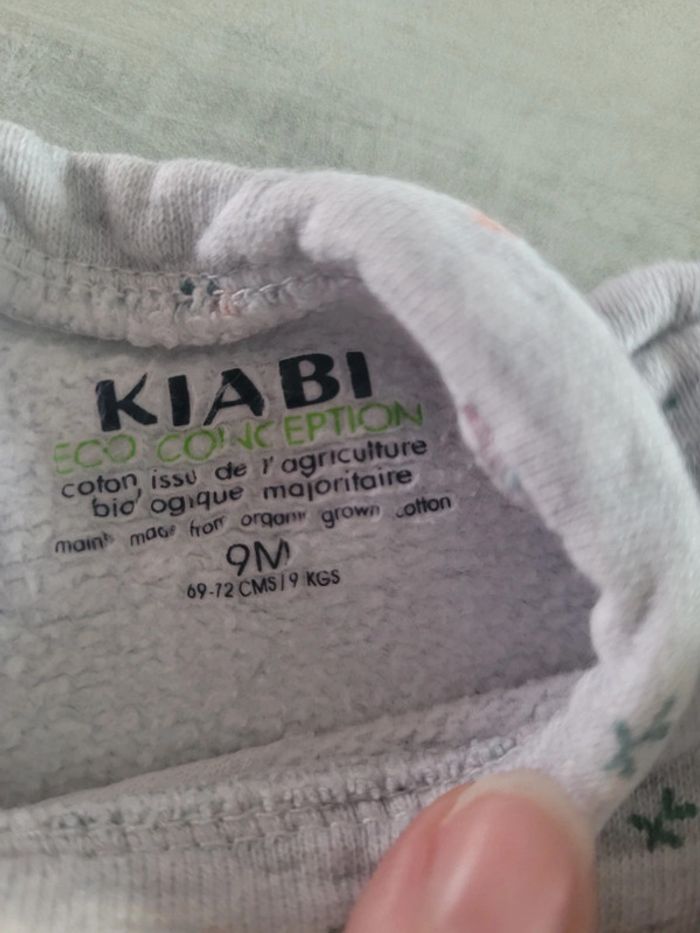 KIABI
ECO CONCEPTION
coton issu de l'agriculture
biologique majoritaire
mainly made from organic grown cotton
9M
69-72 CMS/9 KGS